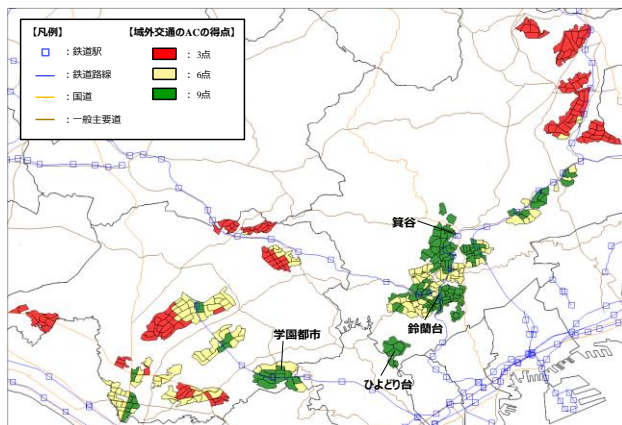 【凡例】
【域外交通のACの得点】
：鉄道駅
：3点
：鉄道路線
：6点
：国道
：9点
：一般主要道
箕谷
鈴蘭台
学園都市
ひよどり台